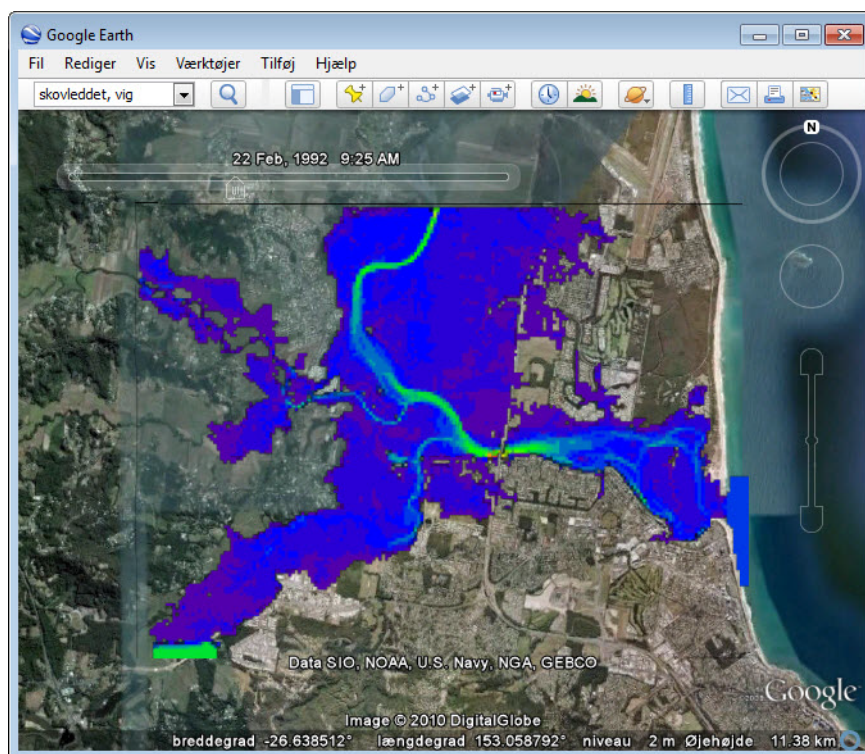 Google Earth
Fil Rediger Vis Værktøjer Tilføj Hjælp
skovleddet, vig
N
22 Feb, 1992 9:25 AM
Data SIO, NOAA, U.S. Navy, NGA, GEBCO
Google
Image © 2010 DigitalGlobe
breddegrad -26.638512° længdegrad 153.058792° niveau 2 m Øjehøjde 11.38 km